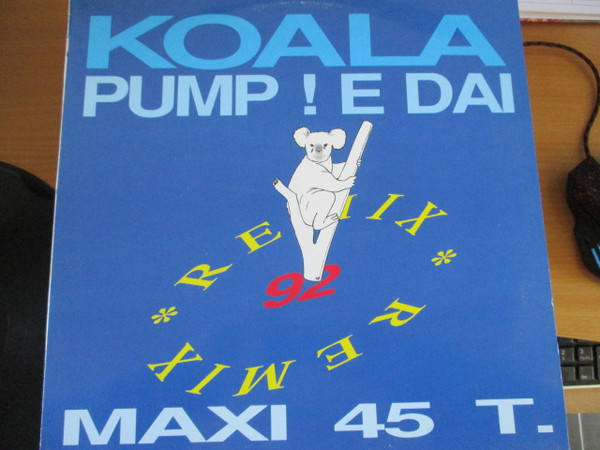 KOALA
PUMP ! E DAI
* REMIX * REMIX
92
MAXI 45 T.